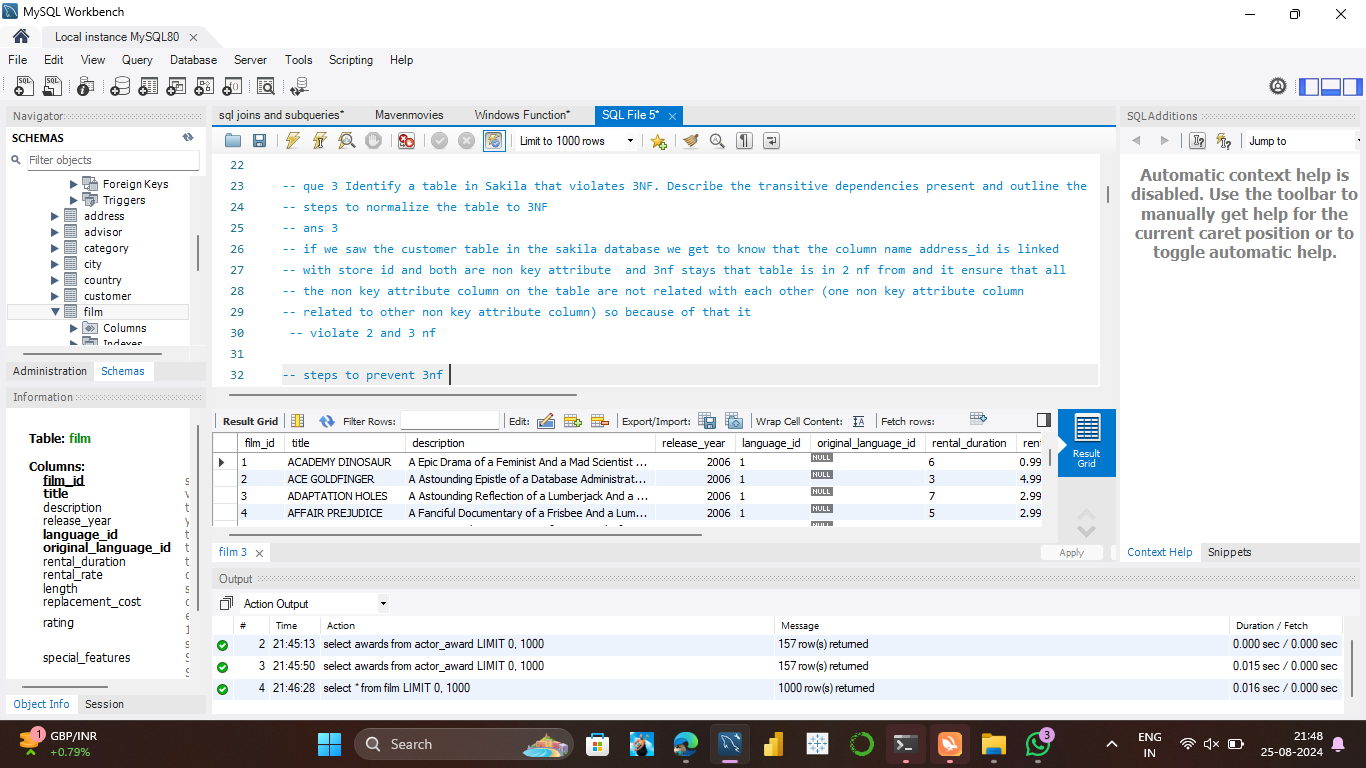 MySQL Workbench
Local instance MySQL80
File Edit View Query Database Server Tools Scripting Help
Navigator
SCHEMAS
Filter objects
Foreign Keys
Triggers
address
advisor
category
city
country
customer
film
Columns
Indexes
Administration Schemas
Information
Table: film
Columns:
film_id
title
description
release_year
language_id
original_language_id
rental_duration
rental_rate
length
replacement_cost
rating
special_features
Object Info Session
sql joins and subqueries* Mavenmovies Windows Function* SQL File 5*
Limit to 1000 rows
22
23 -- que 3 Identify a table in Sakila that violates 3NF. Describe the transitive dependencies present and outline the
24 -- steps to normalize the table to 3NF
25 -- ans 3
26 -- if we saw the customer table in the sakila database we get to know that the column name address_id is linked
27 -- with store id and both are non key attribute and 3nf stays that table is in 2 nf from and it ensure that all
28 -- the non key attribute column on the table are not related with each other (one non key attribute column
29 -- related to other non key attribute column) so because of that it
30 -- violate 2 and 3 nf
31
32 -- steps to prevent 3nf
Result Grid Filter Rows: Edit: Export/Import: Wrap Cell Content: Fetch rows:
film_id title description release_year language_id original_language_id rental_duration rent
1 ACADEMY DINOSAUR A Epic Drama of a Feminist And a Mad Scientist ... 2006 1 NULL 6 0.99
2 ACE GOLDFINGER A Astounding Epistle of a Database Administrat... 2006 1 NULL 3 4.99
3 ADAPTATION HOLES A Astounding Reflection of a Lumberjack And a ... 2006 1 NULL 7 2.99
4 AFFAIR PREJUDICE A Fanciful Documentary of a Frisbee And a Lum... 2006 1 NULL 5 2.99
NULL
Result
Grid
film 3
Apply
Output
Action Output
# Time Action Message Duration / Fetch
2 21:45:13 select awards from actor_award LIMIT 0, 1000 157 row(s) returned 0.000 sec / 0.000 sec
3 21:45:50 select awards from actor_award LIMIT 0, 1000 157 row(s) returned 0.015 sec / 0.000 sec
4 21:46:28 select * from film LIMIT 0, 1000 1000 row(s) returned 0.016 sec / 0.000 sec
SQLAdditions
Jump to
Automatic context help is
disabled. Use the toolbar to
manually get help for the
current caret position or to
toggle automatic help.
Context Help Snippets
1
GBP/INR
+0.79%
Search
3
ENG
IN
21:48
25-08-2024